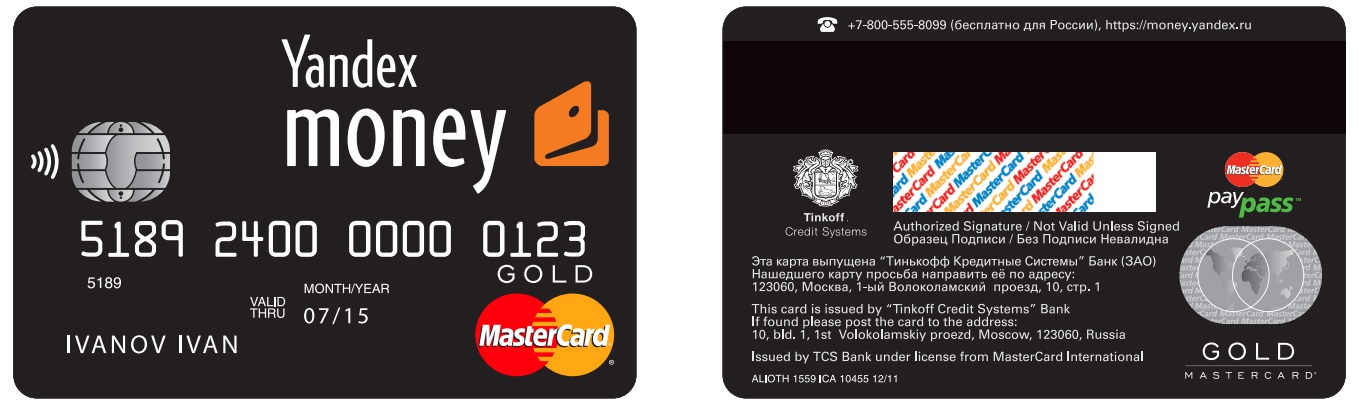 Yandex
money
5189 2400 0000 0123
GOLD
5189
MONTH/YEAR
VALID
THRU
07/15
IVANOV IVAN
MasterCard
+7-800-555-8099 (бесплатно для России), https://money.yandex.ru
Tinkoff
Credit Systems
MasterCard
paypass™
Authorized Signature / Not Valid Unless Signed
Образец Подписи / Без Подписи Невалидна
Эта карта выпущена “Тинькофф Кредитные Системы” Банк (ЗАО)
Нашедшего карту просьба направить её по адресу:
123060, Москва, 1-ый Волоколамский проезд, 10, стр. 1
This card is issued by “Tinkoff Credit Systems” Bank
If found please post the card to the address:
10, bld. 1, 1st Volokolamskiy proezd, Moscow, 123060, Russia
Issued by TCS Bank under license from MasterCard International
ALIOTH 1559 ICA 10455 12/11
GOLD
MASTERCARD